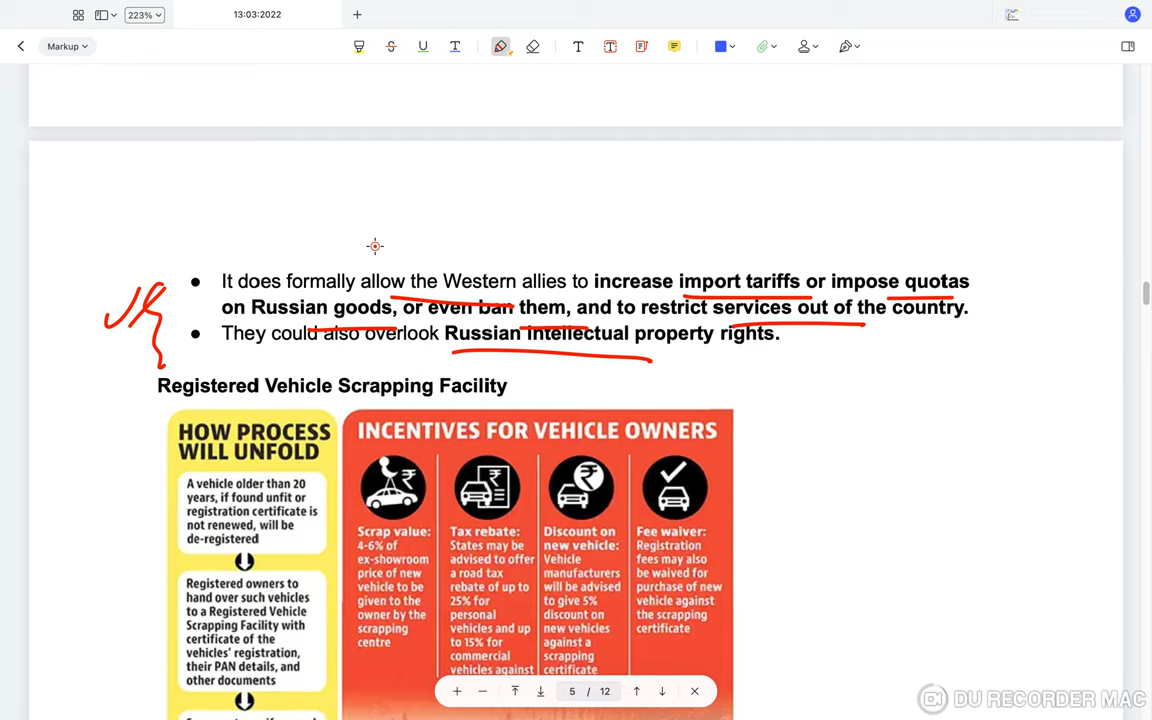 223%
13:03:2022
Markup
It does formally allow the Western allies to increase import tariffs or impose quotas
on Russian goods, or even ban them, and to restrict services out of the country.
They could also overlook Russian intellectual property rights.
Registered Vehicle Scrapping Facility
HOW PROCESS
WILL UNFOLD
A vehicle older than 20
years, if found unfit or
registration certificate is
not renewed, will be
de-registered
Registered owners to
hand over such vehicles
to a Registered Vehicle
Scrapping Facility with
certificate of the
vehicles' registration,
their PAN details, and
other documents
INCENTIVES FOR VEHICLE OWNERS
Scrap value:
4-6% of
ex-showroom
price of new
vehicle to be
given to the
owner by the
scrapping
centre
Tax rebate:
States may be
advised to offer
a road tax
rebate of up to
25% for
personal
vehicles and up
to 15% for
commercial
vehicles against
Discount on
new vehicle:
Vehicle
manufacturers
will be advised
to give 5%
discount on
new vehicles
against a
scrapping
certificate
Fee waiver:
Registration
fees may also
be waived for
purchase of new
vehicle against
the scrapping
certificate
5 / 12
DU RECORDER MAC